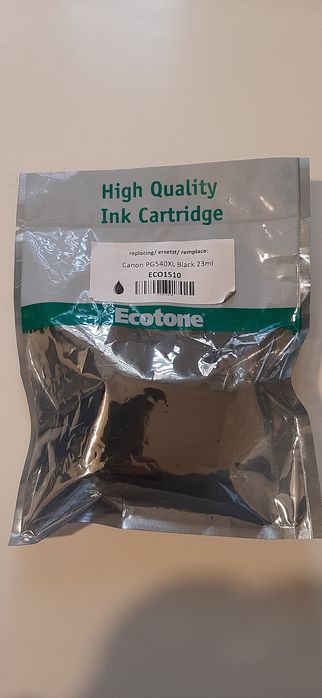 High Quality
Ink Cartridge
replacing/ ersetzt/ remplace:
Canon PG540XL Black 23ml
ECO1510
Ecotone